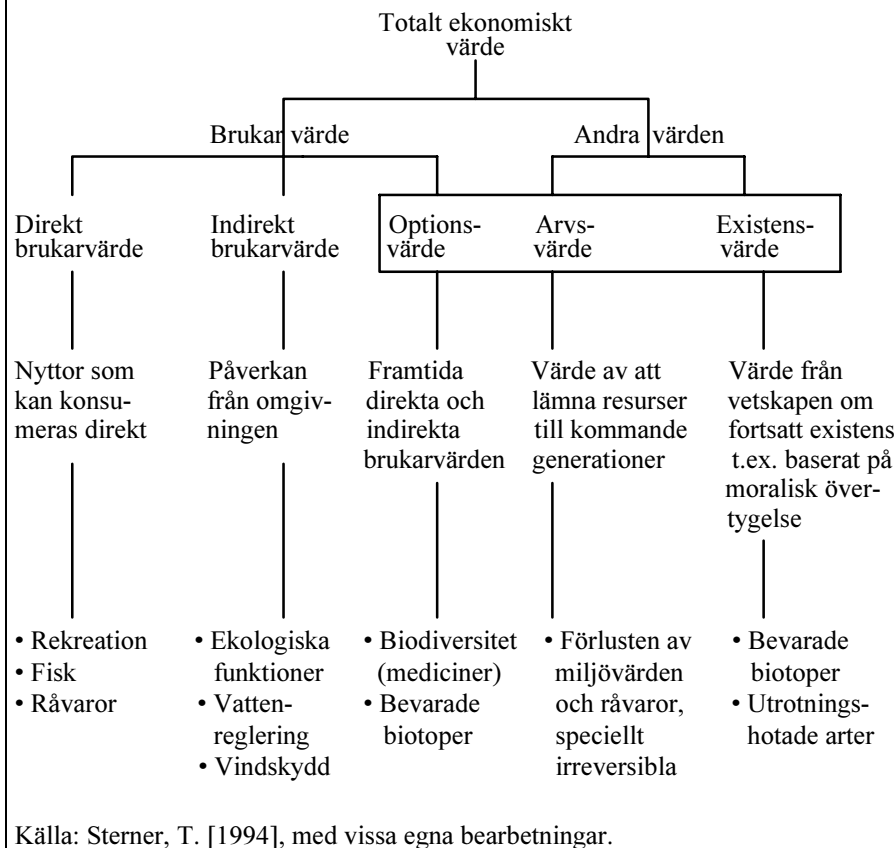 Totalt ekonomiskt
värde
Brukar värde
Andra värden
Direkt
brukarvärde
Indirekt
brukarvärde
Options-
värde
Arvs-
värde
Existens-
värde
Nyttor som
kan konsu-
meras direkt
Påverkan
från omgiv-
ningen
Framtida
direkta och
indirekta
brukarvärden
Värde av att
lämna resurser
till kommande
generationer
Värde från
vetskapen om
fortsatt existens
t.ex. baserat på
moralisk över-
tygelse
• Rekreation
• Fisk
• Råvaror
• Ekologiska
funktioner
• Vatten-
reglering
• Vindskydd
• Biodiversitet
(mediciner)
• Bevarade
biotoper
• Förlusten av
miljövärden
och råvaror,
speciellt
irreversibla
• Bevarade
biotoper
• Utrotnings-
hotade arter
Källa: Sterner, T. [1994], med vissa egna bearbetningar.